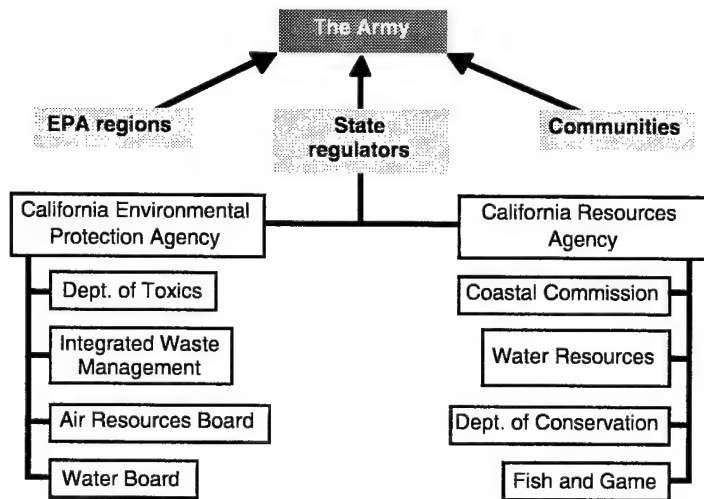 The Army
EPA regions
State
regulators
Communities
California Environmental
Protection Agency
California Resources
Agency
Dept. of Toxics
Coastal Commission
Integrated Waste
Management
Water Resources
Air Resources Board
Dept. of Conservation
Water Board
Fish and Game